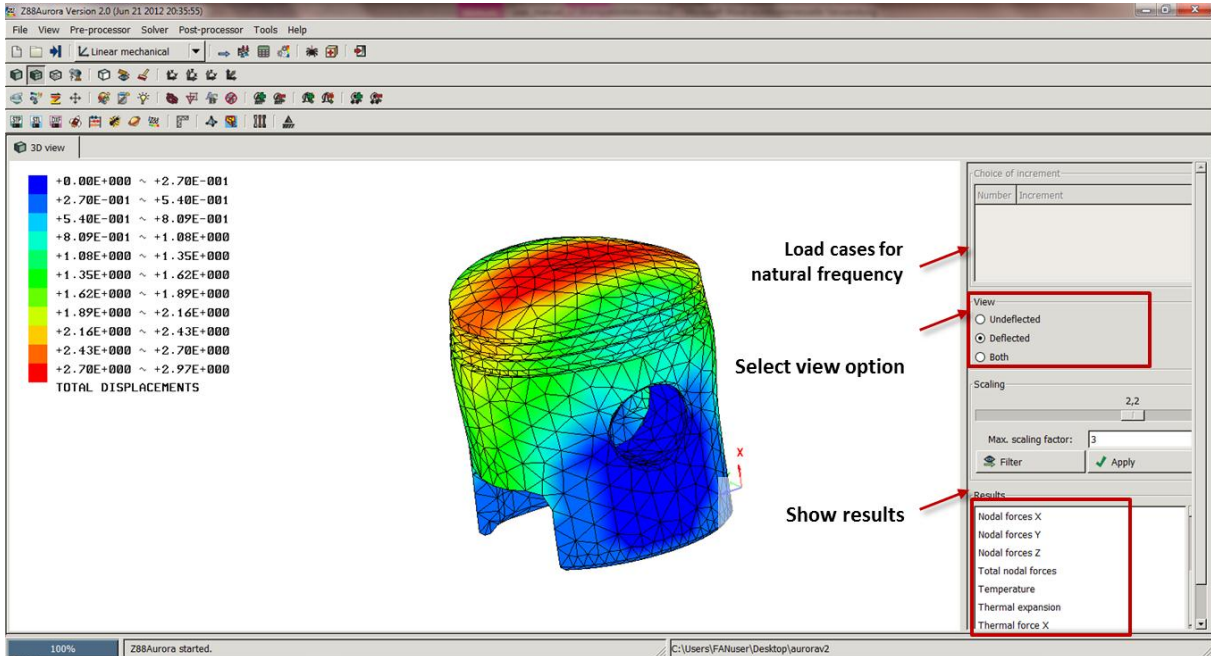 Z88Aurora Version 2.0 (Jun 21 2012 20:35:55)
File View Pre-processor Solver Post-processor Tools Help
Linear mechanical
3D view
+0.00E+000 ~ +2.70E-001
+2.70E-001 ~ +5.40E-001
+5.40E-001 ~ +8.09E-001
+8.09E-001 ~ +1.08E+000
+1.08E+000 ~ +1.35E+000
+1.35E+000 ~ +1.62E+000
+1.62E+000 ~ +1.89E+000
+1.89E+000 ~ +2.16E+000
+2.16E+000 ~ +2.43E+000
+2.43E+000 ~ +2.70E+000
+2.70E+000 ~ +2.97E+000
TOTAL DISPLACEMENTS
X
Load cases for
natural frequency
Select view option
Show results
Choice of increment
Number Increment
View
Undeflected
Deflected
Both
Scaling
2,2
Max. scaling factor: 3
Filter Apply
Results
Nodal forces X
Nodal forces Y
Nodal forces Z
Total nodal forces
Temperature
Thermal expansion
Thermal force X
100% Z88Aurora started. C:\Users\FANuser\Desktop\aurorav2